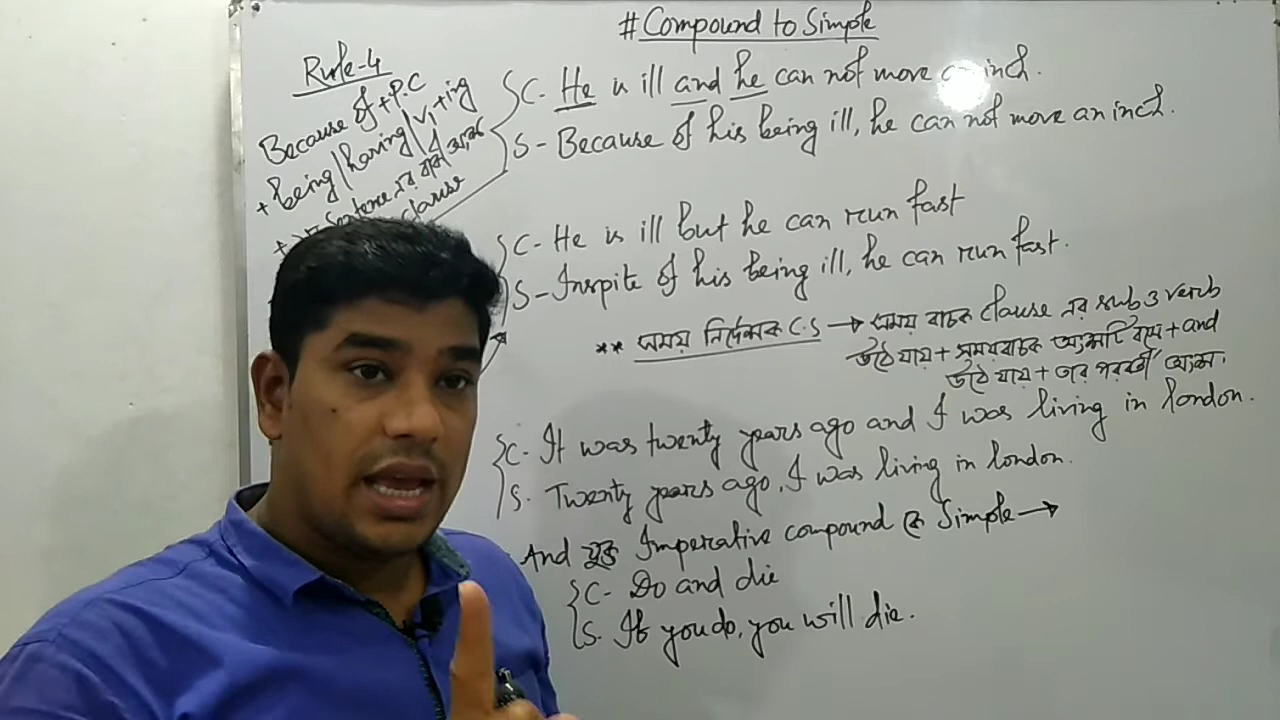 # Compound to Simple
Rule-4
Because of + P.C
+ being/having/V₁+ing
+ Sentence এর বাকি অংশ
clause
C- He is ill and he can not move an inch.
S- Because of his being ill, he can not move an inch.
C- He is ill but he can run fast
S- Inspite of his being ill, he can run fast.
** সময় নির্দেশক C.S → সময় বাচক clause এর sub ও verb
উঠে যায় + সময়বাচক অংশটি বসে + and
উঠে যায় + তার পরবর্তী অংশ।
C- It was twenty years ago and I was living in london.
S. Twenty years ago, I was living in london.
And যুক্ত Imperative compound কে Simple →
C- Do and die
S. If you do, you will die.